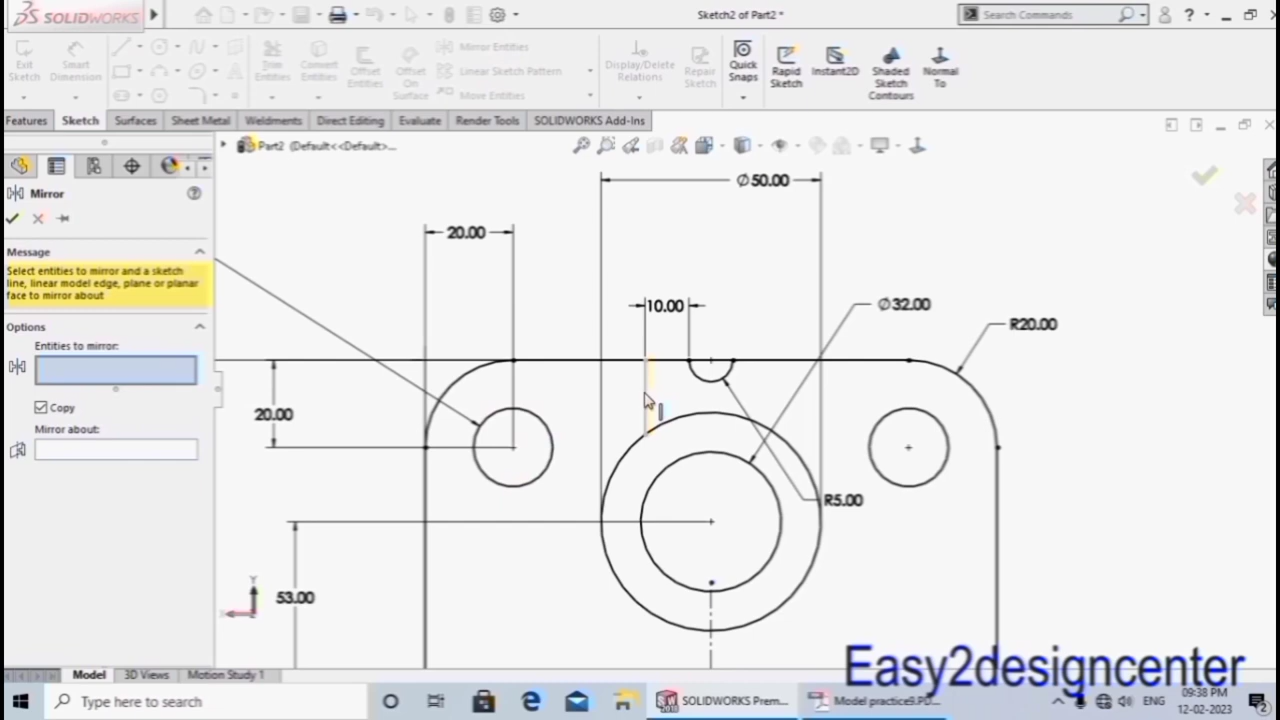 SOLIDWORKS
Sketch2 of Part2 *
Search Commands
?
Exit Sketch
Smart Dimension
Trim Entities
Convert Entities
Offset Entities
Offset On Surface
Mirror Entities
Linear Sketch Pattern
Move Entities
Display/Delete Relations
Repair Sketch
Quick Snaps
Rapid Sketch
Instant2D
Shaded Sketch Contours
Normal To
Features
Sketch
Surfaces
Sheet Metal
Weldments
Direct Editing
Evaluate
Render Tools
SOLIDWORKS Add-Ins
Part2 (Default<<Default>...
Mirror
Message
Select entities to mirror and a sketch
line, linear model edge, plane or planar
face to mirror about
Options
Entities to mirror:
Copy
Mirror about:
Ø50.00
20.00
10.00
Ø32.00
R20.00
20.00
R5.00
53.00
Y
Easy2designcenter
Model
3D Views
Motion Study 1
Type here to search
SOLIDWORKS Prem...
Model practice9.PD...
ENG
09:38 PM
12-02-2023
2